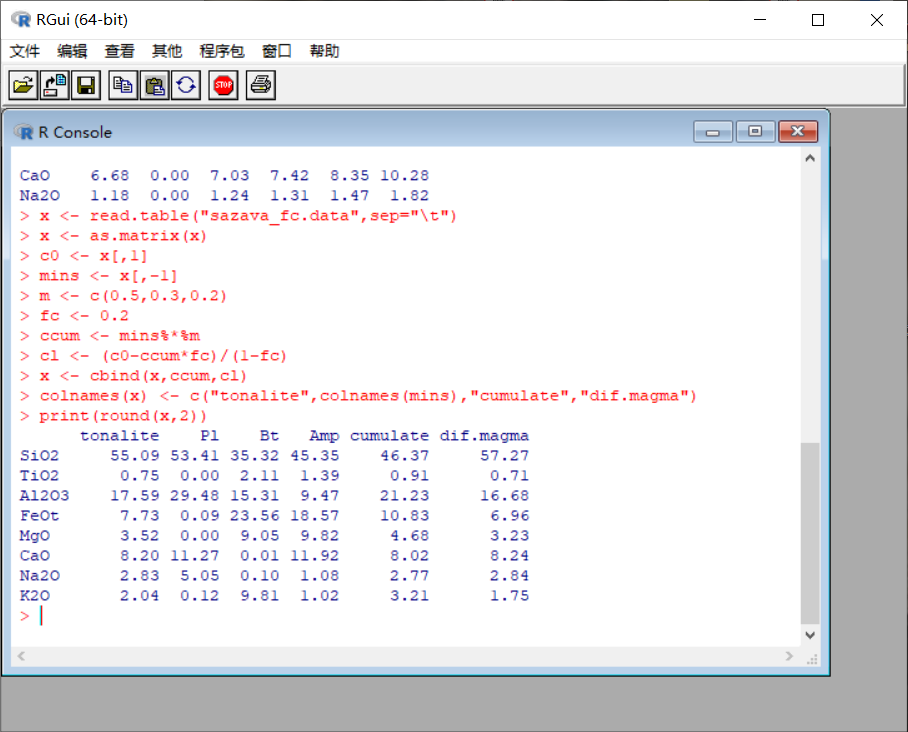 RGui (64-bit)
文件 编辑 查看 其他 程序包 窗口 帮助
STOP
R Console
CaO    6.68  0.00  7.03  7.42  8.35 10.28
Na2O   1.18  0.00  1.24  1.31  1.47  1.82
> x <- read.table("sazava_fc.data",sep="\t")
> x <- as.matrix(x)
> c0 <- x[,1]
> mins <- x[,-1]
> m <- c(0.5,0.3,0.2)
> fc <- 0.2
> ccum <- mins%*%m
> cl <- (c0-ccum*fc)/(1-fc)
> x <- cbind(x,ccum,cl)
> colnames(x) <- c("tonalite",colnames(mins),"cumulate","dif.magma")
> print(round(x,2))
      tonalite    Pl    Bt   Amp cumulate dif.magma
SiO2     55.09 53.41 35.32 45.35    46.37     57.27
TiO2      0.75  0.00  2.11  1.39     0.91      0.71
Al2O3    17.59 29.48 15.31  9.47    21.23     16.68
FeOt      7.73  0.09 23.56 18.57    10.83      6.96
MgO       3.52  0.00  9.05  9.82     4.68      3.23
CaO       8.20 11.27  0.01 11.92     8.02      8.24
Na2O      2.83  5.05  0.10  1.08     2.77      2.84
K2O       2.04  0.12  9.81  1.02     3.21      1.75
>